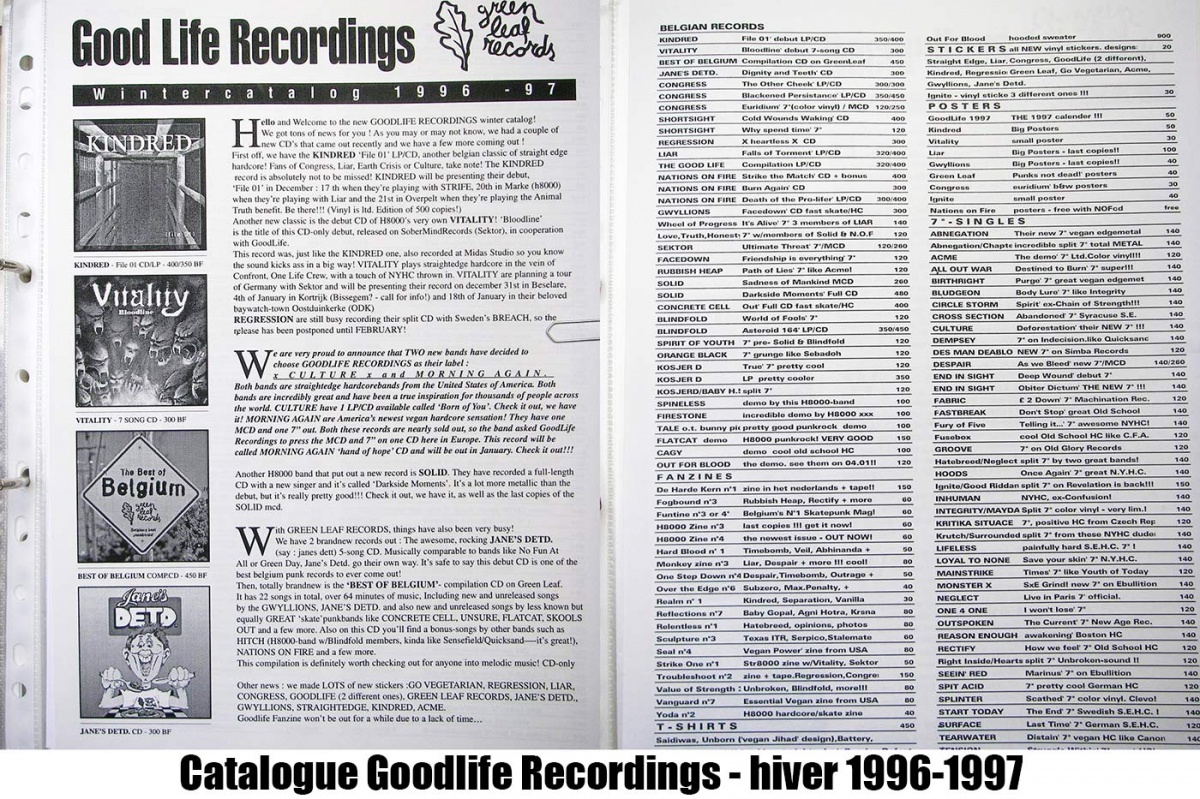 Good Life Recordings
green
leaf
records
Wintercatalog 1996 -97
KINDRED
file 01
KINDRED - File 01 CD/LP - 400/350 BF
Vitality
Bloodline
VITALITY - 7 SONG CD - 300 BF
The Best of
Belgium
green
leaf
records
BEST OF BELGIUM COMP.CD - 450 BF
Jane's
DETD
JANE'S DETD. CD - 300 BF
Hello and Welcome to the new GOODLIFE RECORDINGS winter catalog!
We got tons of news for you ! As you may or may not know, we had a couple of
new CD's that came out recently and we have a few more coming out !
First off, we have the KINDRED 'File 01' LP/CD, another belgian classic of straight edge
hardcore! Fans of Congress, Liar, Earth Crisis or Culture, take note! The KINDRED
record is absolutely not to be missed! KINDRED will be presenting their debut,
'File 01' in December : 17 th when they're playing with STRIFE, 20th in Marke (h8000)
when they're playing with Liar and the 21st in Overpelt when they're playing the Animal
Truth benefit. Be there!!! (Vinyl is ltd. Edition of 500 copies!)
Another new classic is the debut CD of H8000's very own VITALITY! 'Bloodline'
is the title of this CD-only debut, released on SoberMindRecords (Sektor), in cooperation
with GoodLife.
This record was, just like the KINDRED one, also recorded at Midas Studio so you know
the sound kicks ass in a big way! VITALITY plays straightedge hardcore in the vein of
Confront, One Life Crew, with a touch of NYHC thrown in. VITALITY are planning a tour
of Germany with Sektor and will be presenting their record on december 31st in Beselare,
4th of January in Kortrijk (Bissegem? - call for info!) and 18th of January in their beloved
baywatch-town Oostduinkerke (ODK)
REGRESSION are still busy recording their split CD with Sweden's BREACH, so the
release has been postponed until FEBRUARY!
We are very proud to announce that TWO new bands have decided to
choose GOODLIFE RECORDINGS as their label :
x CULTURE x and MORNING AGAIN.
Both bands are straightedge hardcorebands from the United States of America. Both
bands are incredibly great and have been a true inspiration for thousands of people across
the world. CULTURE have 1 LP/CD available called 'Born of You'. Check it out, we have
it! MORNING AGAIN are America's newest vegan hardcore sensation! They have one
MCD and one 7" out. Both these records are nearly sold out, so the band asked GoodLife
Recordings to press the MCD and 7" on one CD here in Europe. This record will be
called MORNING AGAIN 'hand of hope' CD and will be out in January. Check it out!!!
Another H8000 band that put out a new record is SOLID. They have recorded a full-length
CD with a new singer and it's called 'Darkside Moments'. It's a lot more metallic than the
debut, but it's really pretty good!!! Check it out, we have it, as well as the last copies of the
SOLID mcd.
With GREEN LEAF RECORDS, things have also been very busy!
We have 2 brandnew records out : The awesome, rocking JANE'S DETD.
(say : janes dett) 5-song CD. Musically comparable to bands like No Fun At
All or Green Day, Jane's Detd. go their own way. It's safe to say this debut CD is one of the
best belgium punk records to ever come out!
Then, totally brandnew is the 'BEST OF BELGIUM'- compilation CD on Green Leaf.
It has 22 songs in total, over 64 minutes of music, Including new and unreleased songs
by the GWYLLIONS, JANE'S DETD. and also new and unreleased songs by less known but
equally GREAT 'skate'punkbands like CONCRETE CELL, UNSURE, FLATCAT, SKOOLS
OUT and a few more. Also on this CD you'll find a bonus-songs by other bands such as
HITCH (H8000-band w/Blindfold members, kinda like Sensefield/Quicksand—it's great!),
NATIONS ON FIRE and a few more.
This compilation is definitely worth checking out for anyone into melodic music! CD-only
Other news : we made LOTS of new stickers :GO VEGETARIAN, REGRESSION, LIAR,
CONGRESS, GOODLIFE (2 different ones), GREEN LEAF RECORDS, JANE'S DETD.,
GWYLLIONS, STRAIGHTEDGE, KINDRED, ACME.
Goodlife Fanzine won't be out for a while due to a lack of time…
BELGIAN RECORDS
KINDRED File 01' debut LP/CD 350/400
VITALITY Bloodline' debut 7-song CD 300
BEST OF BELGIUM Compilation CD on GreenLeaf 450
JANE'S DETD. Dignity and Teeth' CD 300
CONGRESS The Other Cheek' LP/CD 300/300
CONGRESS Blackened Persistance' LP/CD 350/450
CONGRESS Euridium' 7'(color vinyl) / MCD 120/250
SHORTSIGHT Cold Wounds Waking' CD 400
SHORTSIGHT Why spend time' 7" 120
REGRESSION X heartless X CD 300
LIAR Falls of Torment' LP/CD 320/400
THE GOOD LIFE Compilation LP/CD 320/400
NATIONS ON FIRE Strike the Match' CD + bonus 400
NATIONS ON FIRE Burn Again' CD 300
NATIONS ON FIRE Death of the Pro-lifer' LP/CD 300/400
GWYLLIONS Facedown' CD fast skate/HC 300
Wheel of Progress It's Alive' 7" 3 members of LIAR 140
Love,Truth,Honest 7" w/members of Solid & N.O.F 120
SEKTOR Ultimate Threat' 7"/MCD 120/260
FACEDOWN Friendship is everything' 7" 120
RUBBISH HEAP Path of Lies' 7" like Acme! 120
SOLID Sadness of Mankind MCD 260
SOLID Darkside Moments' Full CD 480
CONCRETE CELL Out' Full CD fast skate/HC 400
BLINDFOLD World of Fools' 7" 120
BLINDFOLD Asteroid 164' LP/CD 350/450
SPIRIT OF YOUTH 7" pre- Solid & Blindfold 120
ORANGE BLACK 7" grunge like Sebadoh 120
KOSJER D True' 7" pretty cool 120
KOSJER D LP pretty cooler 350
KOSJERD/BABY H. split 7" 120
SPINELESS demo by this H8000-band 100
FIRESTONE incredible demo by H8000 xxx 100
TALE o.t. bunny pic pretty good punkrock demo 100
FLATCAT demo H8000 punkrock! VERY GOOD 150
CAGY demo cool old school HC 100
OUT FOR BLOOD the demo. see them on 04.01!! 120
FANZINES
De Harde Kern n°1 zine in het nederlands + tape!! 150
Fogbound n°3 Rubbish Heap, Rectify + more 60
Funtine n°3 or 4° Belgium's N°1 Skatepunk Mag! 60
H8000 Zine n°3 last copies !!! get it now! 60
H8000 Zine n°4 the newest issue - OUT NOW! 60
Hard Blood n° 1 Timebomb, Veil, Abhinanda + 50
Monkey zine n°3 Liar, Despair + more !!! cool! 80
One Stop Down n°4 Despair,Timebomb, Outrage + 50
Over the Edge n°6 Subzero, Max.Penalty, + 40
Realm n° 1 Kindred, Separation, Vanilla 30
Reflections n°7 Baby Gopal, Agni Hotra, Krsna 80
Relentless n°1 Hatebreed, opinions, photos 80
Sculpture n°3 Texas ITR, Serpico,Stalemate 60
Seal n°4 Vegan Power' zine from USA 80
Strike One n°1 Str8000 zine w/Vitality, Sektor 50
Troubleshoot n°2 zine + tape.Regression,Congre 150
Value of Strength Unbroken, Blindfold, more!!! 80
Vanguard n°7 Essential Vegan zine from USA 80
Yoda n°2 H8000 hardcore/skate zine 40
T-SHIRTS 450
Saidiwas, Unborn (vegan Jihad' design),Battery,
Out For Blood hooded sweater 900
STICKERS all NEW vinyl stickers. designs 20
Straight Edge, Liar, Congress, GoodLife (2 different),
Kindred, Regressio Green Leaf, Go Vegetarian, Acme,
Gwyllions, Jane's Detd.
Ignite - vinyl sticke 3 different ones !!! 30
POSTERS
GoodLife 1997 THE 1997 calender !!! 50
Kindred Big Posters 50
Vitality small poster 30
Liar Big Posters - last copies!! 100
Gwyllions Big Posters - last copies!! 40
Green Leaf Punks not dead!' posters 40
Congress euridium' b&w posters 30
Ignite small poster 40
Nations on Fire posters - free with NOFcd free
7"-SINGLES
ABNEGATION Their new 7" vegan edgemetal 140
Abnegation/Chapte incredible split 7" total METAL 140
ACME The demo' 7" Ltd.Color vinyl!!! 120
ALL OUT WAR Destined to Burn' 7" super!!! 140
BIRTHRIGHT Purge' 7" great vegan edgemet 140
BLUDGEON Body Luro' 7" like Integrity 140
CIRCLE STORM Spirit' ex-Chain of Strength!!! 140
CROSS SECTION Abandoned' 7" Syracuse S.E. 140
CULTURE Deforestation' their NEW 7" !!! 140
DEMPSEY 7" on Indecision.like Quicksanc 140
DES MAN DEABLO NEW 7" on Simba Records 120
DESPAIR As we Bleed' new 7"/MCD 140/260
END IN SIGHT Deep Wound' debut 7" 120
END IN SIGHT Obiter Dictum' THE NEW 7" !!! 140
FABRIC £ 2 Down' 7" Machination Rec. 120
FASTBREAK Don't Stop' great Old School 140
Fury of Five Telling it...' 7" awesome NYHC! 140
Fusebox cool Old School HC like C.F.A. 120
GROOVE 7" on Old Glory Records 120
Hatebreed/Neglect split 7" by two great bands! 140
HOODS Once Again' 7" great N.Y.H.C. 140
Ignite/Good Riddan split 7" on Revelation is back!!! 140
INHUMAN NYHC, ex-Confusion! 140
INTEGRITY/MAYDA Split 7" color vinyl - very lim.! 140
KRITIKA SITUACE 7", positive HC from Czech Rep 120
Krutch/Surrounded split 7" from these NYHC dudes 140
LIFELESS painfully hard S.E.H.C. 7" ! 140
LOYAL TO NONE Save your skin' 7" N.Y.H.C. 140
MAINSTRIKE Times' 7" like Youth of Today 120
MONSTER X SxE Grindl new 7" on Ebullition 140
NEGLECT Live in Paris 7" official. 140
ONE 4 ONE I won't lose' 7" 120
OUTSPOKEN The Current' 7" New Age Rec. 140
REASON ENOUGH awakening' Boston HC 140
RECTIFY How we feel' 7" Old School HC 120
Right Inside/Hearts split 7" Unbroken-sound !! 120
SEEIN' RED Marinus' 7" on Ebullition 140
SPIT ACID 7" pretty cool German HC 120
SPLINTER Scathed' 7" color vinyl. Clevo! 140
START TODAY The End' 7" Swedish S.E.H.C. ! 140
SURFACE Last Time' 7" German S.E.H.C. 120
TEARWATER Distain' 7" vegan HC like Canon 140
Catalogue Goodlife Recordings - hiver 1996-1997